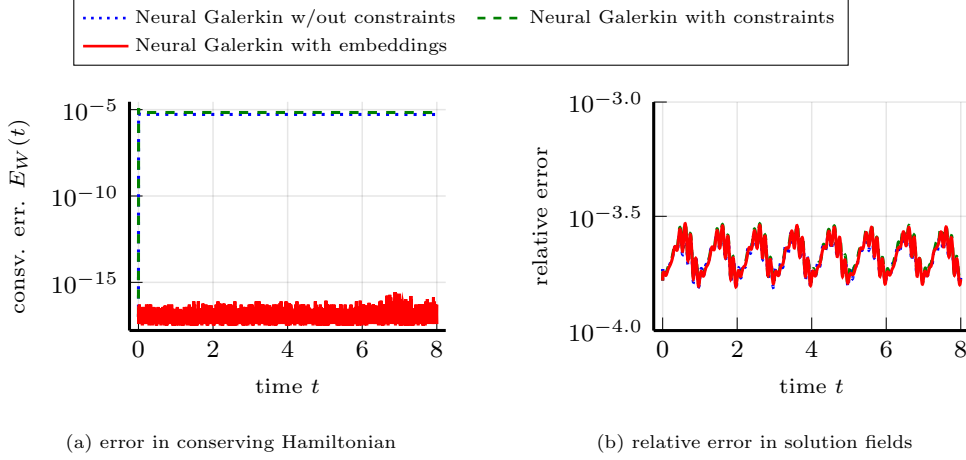 Neural Galerkin w/out constraints
Neural Galerkin with constraints
Neural Galerkin with embeddings
consv. err. E_W(t)
10^{-5}
10^{-10}
10^{-15}
0 2 4 6 8
time t
(a) error in conserving Hamiltonian
relative error
10^{-3.0}
10^{-3.5}
10^{-4.0}
0 2 4 6 8
time t
(b) relative error in solution fields